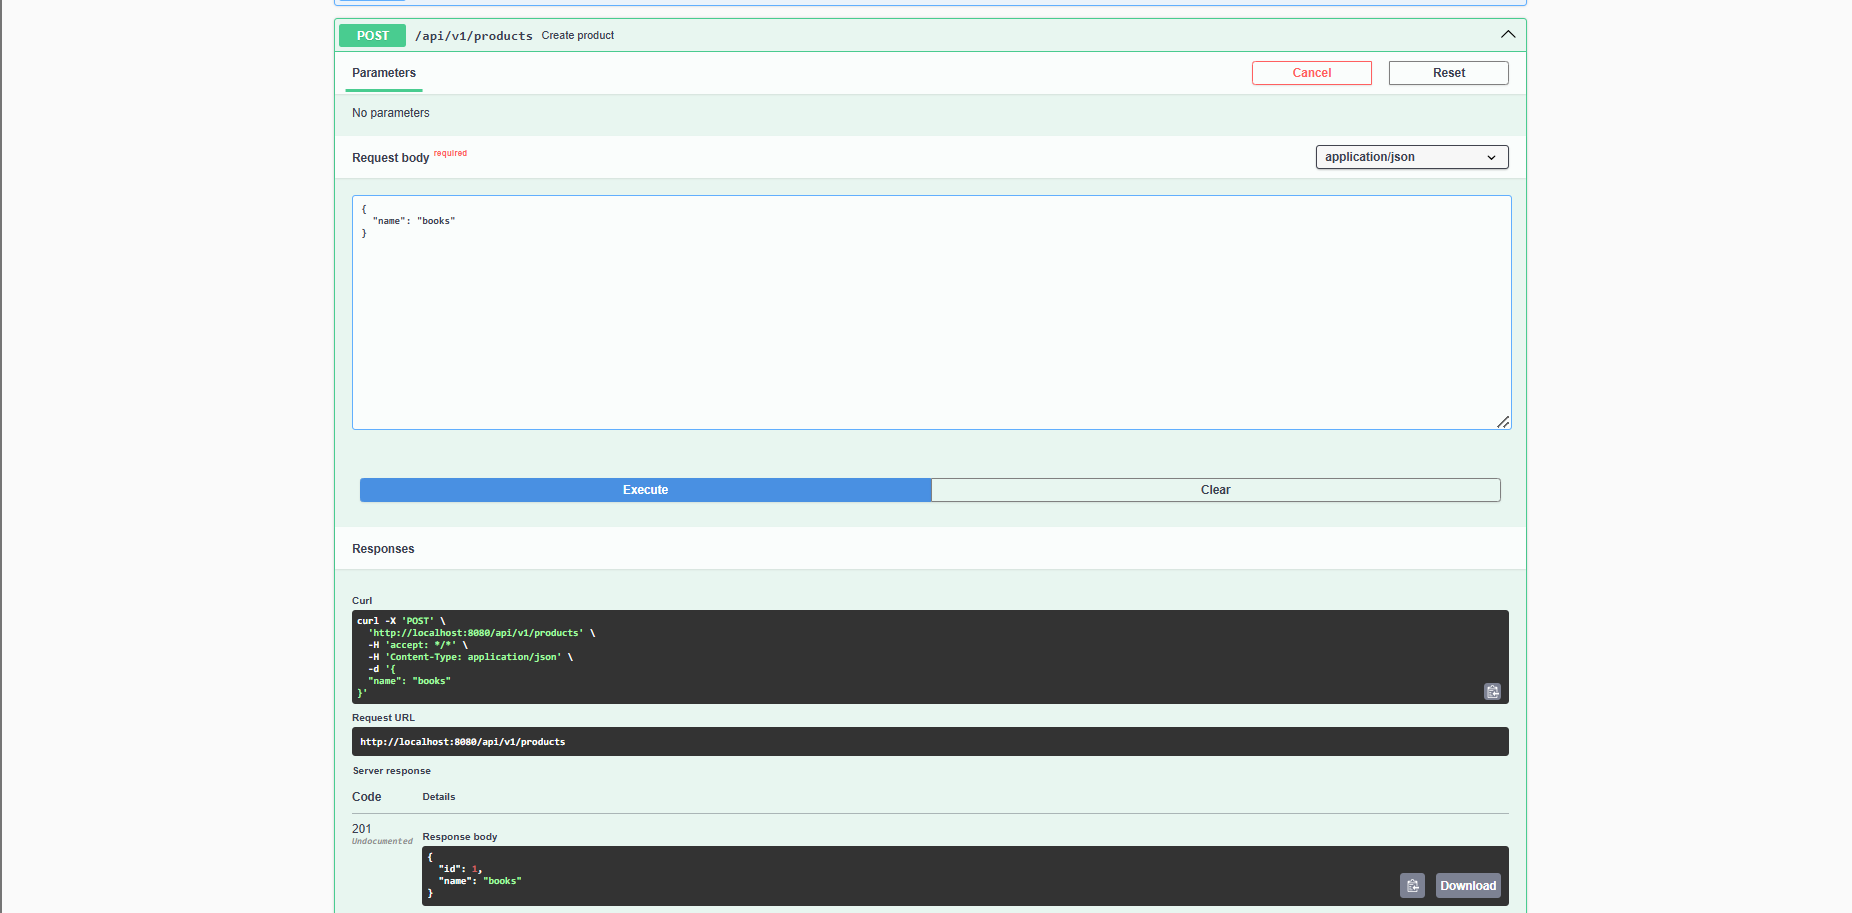 POST /api/v1/products Create product
Parameters
Cancel
Reset
No parameters
Request body required
application/json
{
  "name": "books"
}
Execute
Clear
Responses
Curl
curl -X 'POST' \
  'http://localhost:8080/api/v1/products' \
  -H 'accept: */*' \
  -H 'Content-Type: application/json' \
  -d '{
  "name": "books"
}'
Request URL
http://localhost:8080/api/v1/products
Server response
Code Details
201
Undocumented
Response body
{
  "id": 1,
  "name": "books"
}
Download